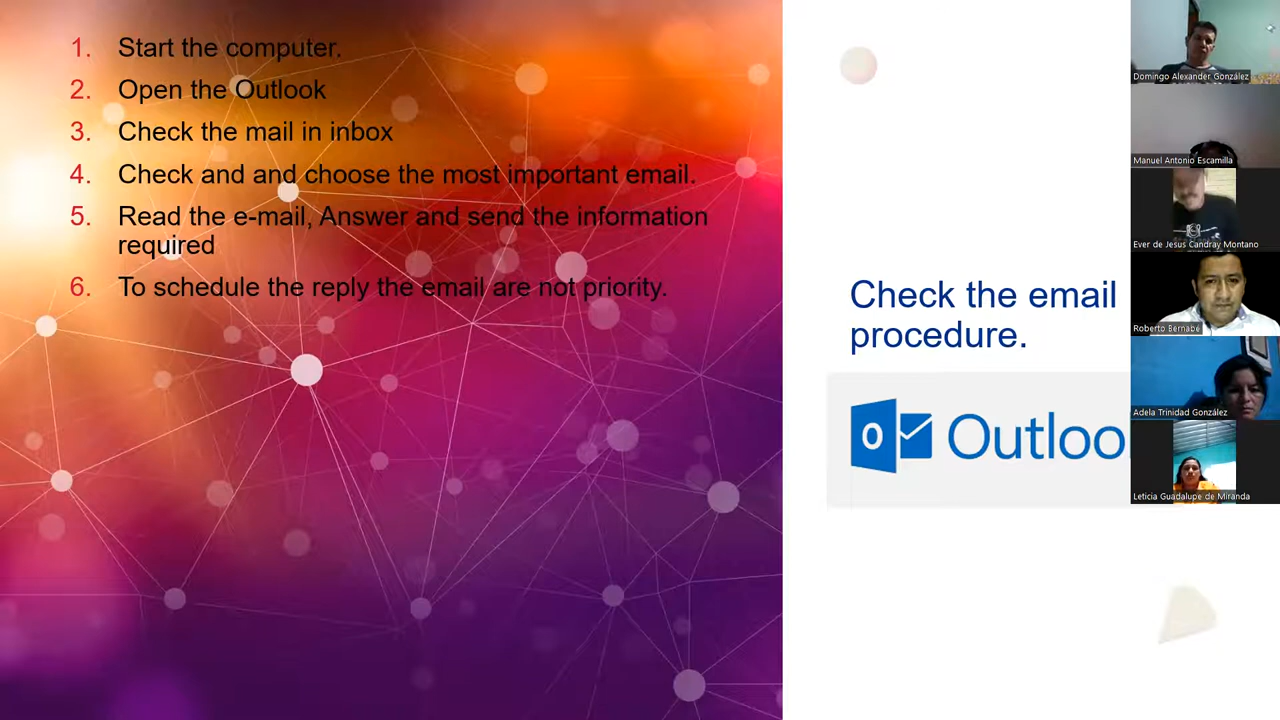 1. Start the computer.
2. Open the Outlook
3. Check the mail in inbox
4. Check and and choose the most important email.
5. Read the e-mail, Answer and send the information
required
6. To schedule the reply the email are not priority.
Check the email
procedure.
Outloo
Domingo Alexander González
Manuel Antonio Escamilla
Ever de Jesus Candray Montano
Roberto Bernabé
Adela Trinidad González
Leticia Guadalupe de Miranda